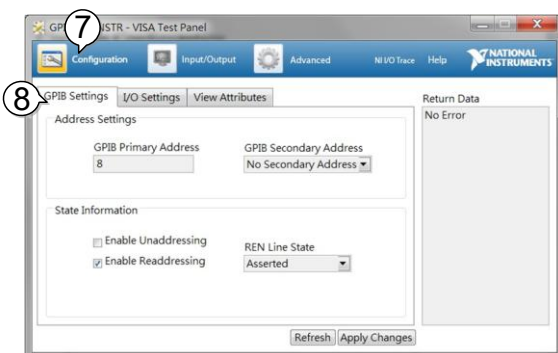 GP
INSTR - VISA Test Panel
7
Configuration
Input/Output
Advanced
NI I/O Trace
Help
NATIONAL
INSTRUMENTS
8
GPIB Settings
I/O Settings
View Attributes
Return Data
No Error
Address Settings
GPIB Primary Address
GPIB Secondary Address
8
No Secondary Address
State Information
Enable Unaddressing
REN Line State
Enable Readdressing
Asserted
Refresh
Apply Changes